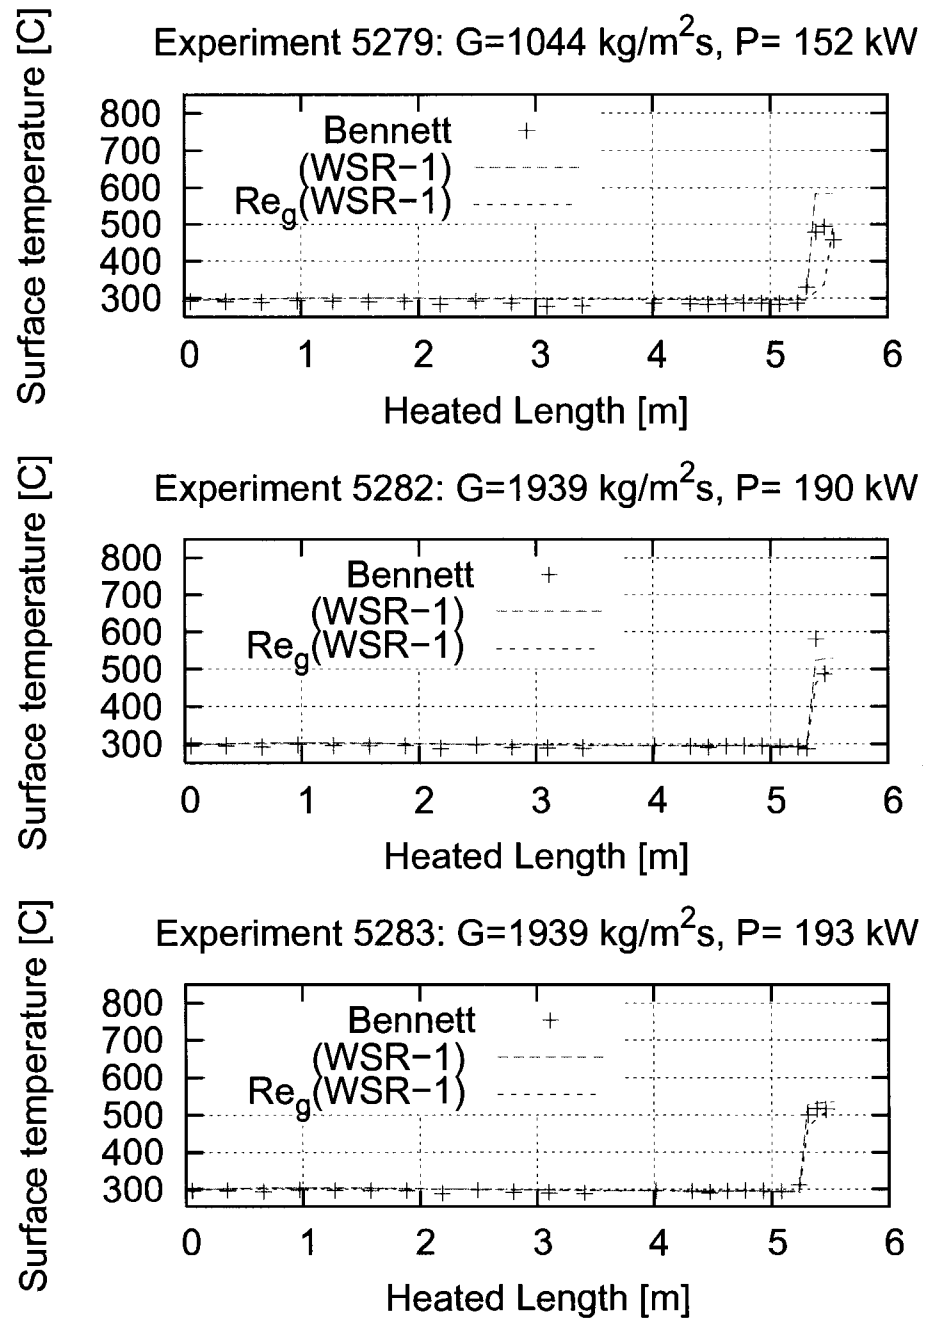 Experiment 5279: G=1044 kg/m²s, P= 152 kW
Surface temperature [C]
800
700
600
500
400
300
Bennett
(WSR−1)
Re_g(WSR−1)
0 1 2 3 4 5 6
Heated Length [m]
Experiment 5282: G=1939 kg/m²s, P= 190 kW
Surface temperature [C]
800
700
600
500
400
300
Bennett
(WSR−1)
Re_g(WSR−1)
0 1 2 3 4 5 6
Heated Length [m]
Experiment 5283: G=1939 kg/m²s, P= 193 kW
Surface temperature [C]
800
700
600
500
400
300
Bennett
(WSR−1)
Re_g(WSR−1)
0 1 2 3 4 5 6
Heated Length [m]